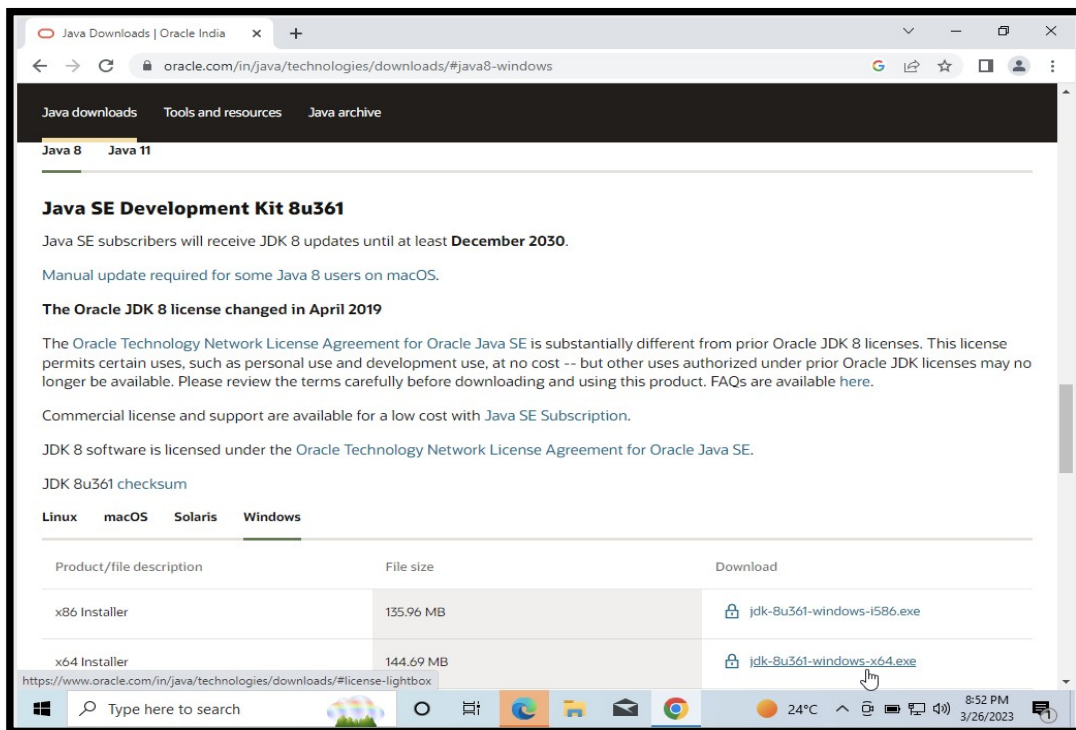 Java Downloads | Oracle India
oracle.com/in/java/technologies/downloads/#java8-windows
Java downloads Tools and resources Java archive
Java 8 Java 11
Java SE Development Kit 8u361
Java SE subscribers will receive JDK 8 updates until at least December 2030.
Manual update required for some Java 8 users on macOS.
The Oracle JDK 8 license changed in April 2019
The Oracle Technology Network License Agreement for Oracle Java SE is substantially different from prior Oracle JDK 8 licenses. This license
permits certain uses, such as personal use and development use, at no cost -- but other uses authorized under prior Oracle JDK licenses may no
longer be available. Please review the terms carefully before downloading and using this product. FAQs are available here.
Commercial license and support are available for a low cost with Java SE Subscription.
JDK 8 software is licensed under the Oracle Technology Network License Agreement for Oracle Java SE.
JDK 8u361 checksum
Linux macOS Solaris Windows
Product/file description File size Download
x86 Installer 135.96 MB jdk-8u361-windows-i586.exe
x64 Installer 144.69 MB jdk-8u361-windows-x64.exe
https://www.oracle.com/in/java/technologies/downloads/#license-lightbox
Type here to search 24°C 8:52 PM
3/26/2023 1